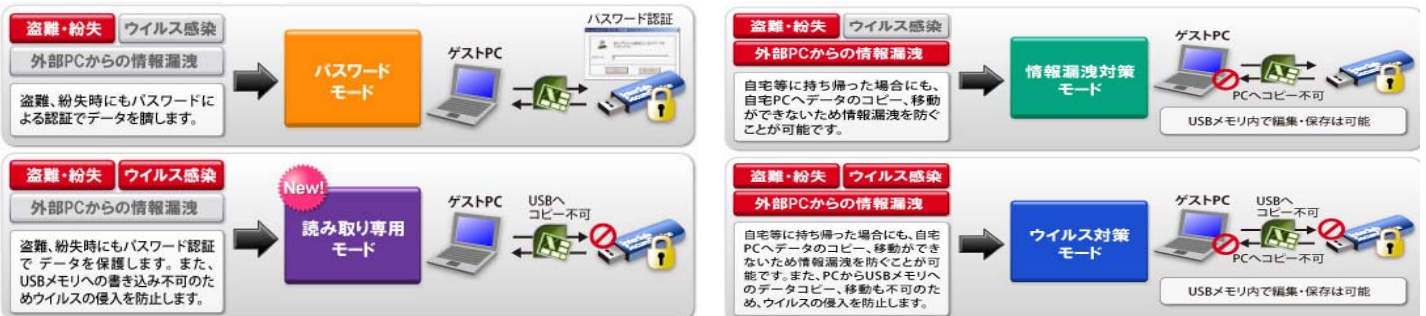 盗難・紛失 ウイルス感染
外部PCからの情報漏洩
盗難、紛失時にもパスワードに
よる認証でデータを臍します。
パスワード
モード
ゲストPC
パスワード認証
盗難・紛失 ウイルス感染
外部PCからの情報漏洩
自宅等に持ち帰った場合にも、
自宅PCへデータのコピー、移動
ができないため情報漏洩を防ぐ
ことが可能です。
情報漏洩対策
モード
ゲストPC
PCへコピー不可
USBメモリ内で編集・保存は可能
盗難・紛失 ウイルス感染
外部PCからの情報漏洩
盗難、紛失時にもパスワード認証
で データを保護します。また、
USBメモリへの書き込み不可のた
めウイルスの侵入を防止します。
New!
読み取り専用
モード
ゲストPC
USBへ
コピー不可
盗難・紛失 ウイルス感染
外部PCからの情報漏洩
自宅等に持ち帰った場合にも、自宅
PCへデータのコピー、移動ができ
ないため情報漏洩を防ぐことが可
能です。また、PCからUSBメモリへ
のデータコピー、移動も不可のた
め、ウイルスの侵入を防止します。
ウイルス対策
モード
ゲストPC
USBへ
コピー不可
PCへコピー不可
USBメモリ内で編集・保存は可能